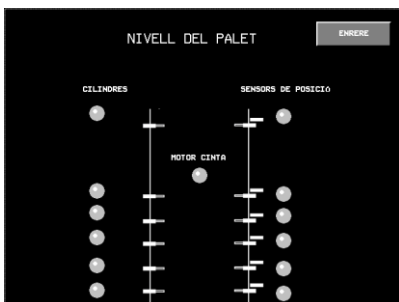 NIVELL DEL PALET
ENRERE
CILINDRES
SENSORS DE POSICIÓ
MOTOR CINTA